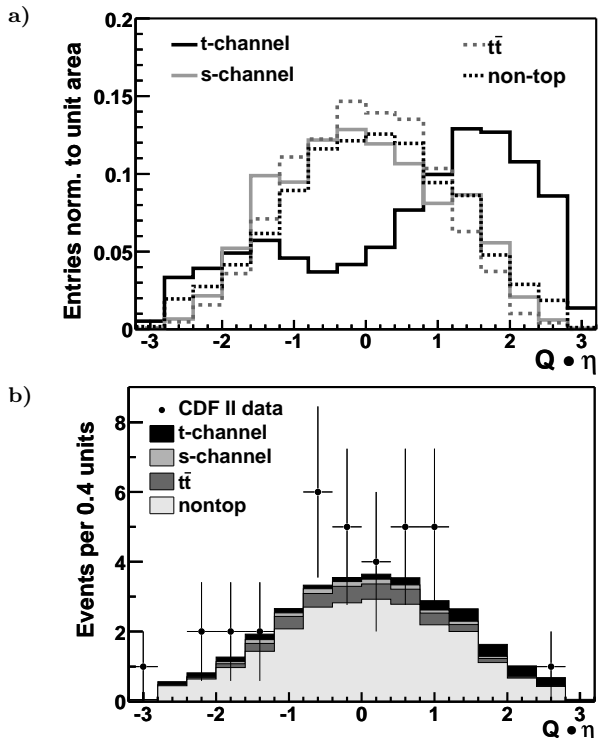 a)
Entries norm. to unit area
0.2
0.15
0.1
0.05
0
t-channel
s-channel
tt̄
non-top
-3 -2 -1 0 1 2 3
Q • η
b)
Events per 0.4 units
8
6
4
2
0
CDF II data
t-channel
s-channel
tt̄
nontop
-3 -2 -1 0 1 2 3
Q • η